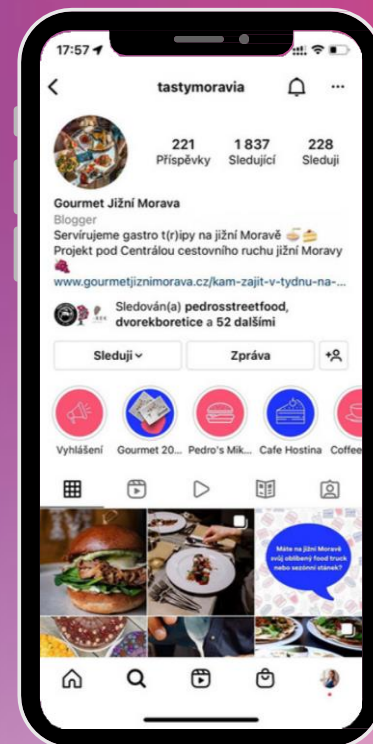 17:57
tastymoravia
221 1 837 228
Příspěvky Sledující Sleduji
Gourmet Jižní Morava
Blogger
Servírujeme gastro t(r)ipy na jižní Moravě
Projekt pod Centrálou cestovního ruchu jižní Moravy
www.gourmetjiznimorava.cz/kam-zajit-v-tydnu-na-...
Sledován(a) pedrosstreetfood,
dvorekboretice a 52 dalšími
Sleduji Zpráva
Vyhlášení Gourmet 20... Pedro's Mik... Cafe Hostina Coffee
Máte na jižní Moravě
svůj oblíbený food truck
nebo sezónní stánek?